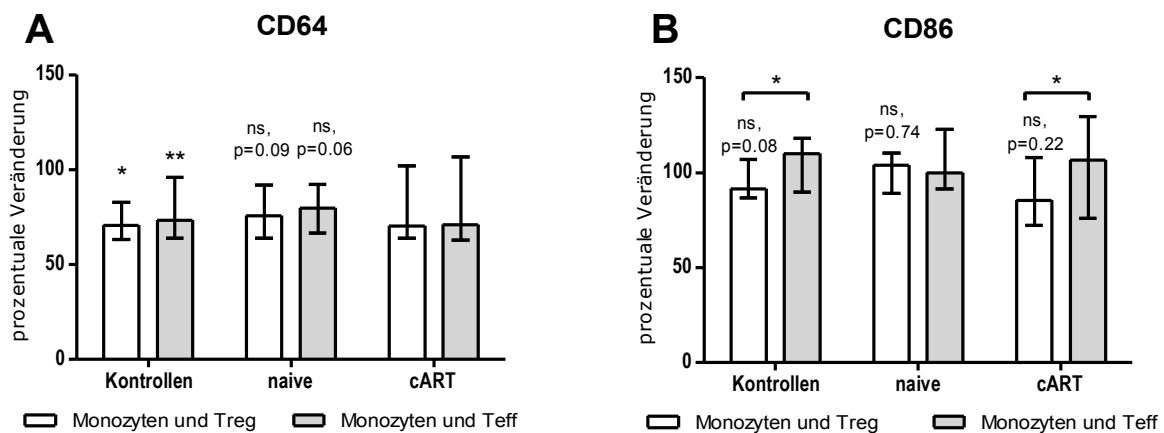 A
CD64
prozentuale Veränderung
150
100
50
0
*
**
ns,
p=0.09
ns,
p=0.06
Kontrollen
naive
cART
Monozyten und Treg
Monozyten und Teff
B
CD86
prozentuale Veränderung
150
100
50
0
*
ns,
p=0.08
ns,
p=0.74
*
ns,
p=0.22
Kontrollen
naive
cART
Monozyten und Treg
Monozyten und Teff